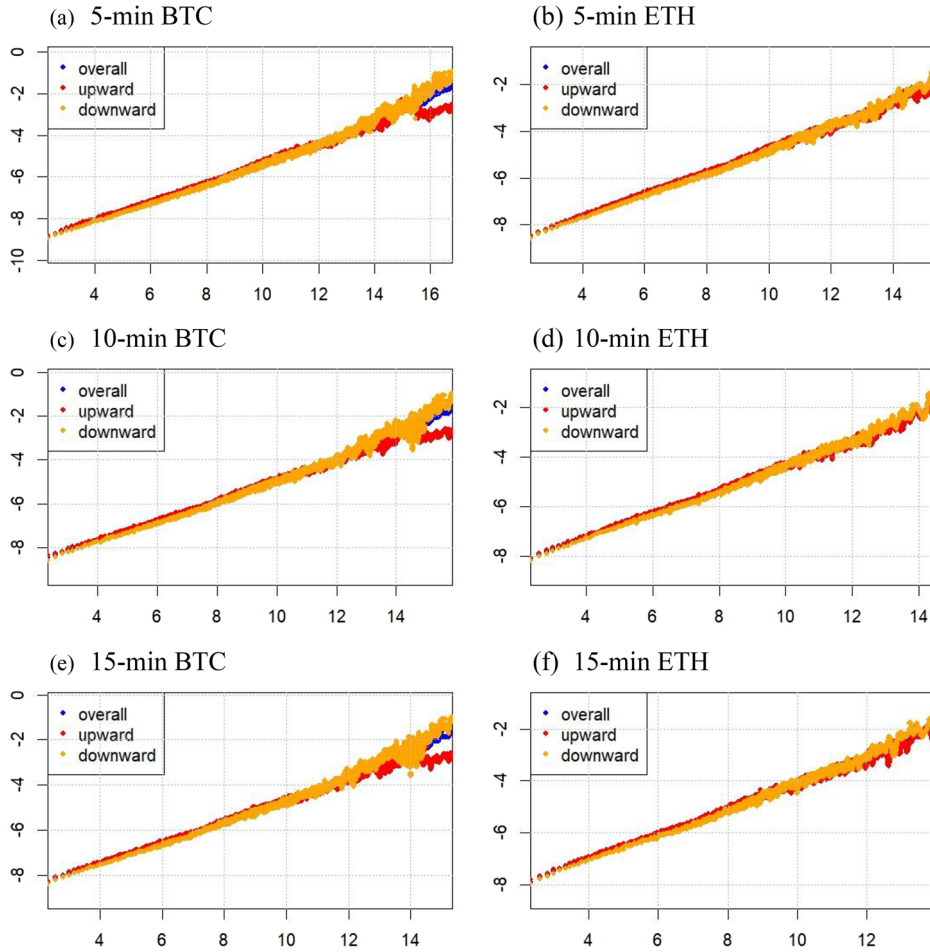 (a) 5-min BTC
0
-2
-4
-6
-8
-10
overall
upward
downward
4 6 8 10 12 14 16
(b) 5-min ETH
-2
-4
-6
-8
overall
upward
downward
4 6 8 10 12 14
(c) 10-min BTC
0
-2
-4
-6
-8
overall
upward
downward
4 6 8 10 12 14
(d) 10-min ETH
-2
-4
-6
-8
overall
upward
downward
4 6 8 10 12 14
(e) 15-min BTC
0
-2
-4
-6
-8
overall
upward
downward
4 6 8 10 12 14
(f) 15-min ETH
-2
-4
-6
-8
overall
upward
downward
4 6 8 10 12